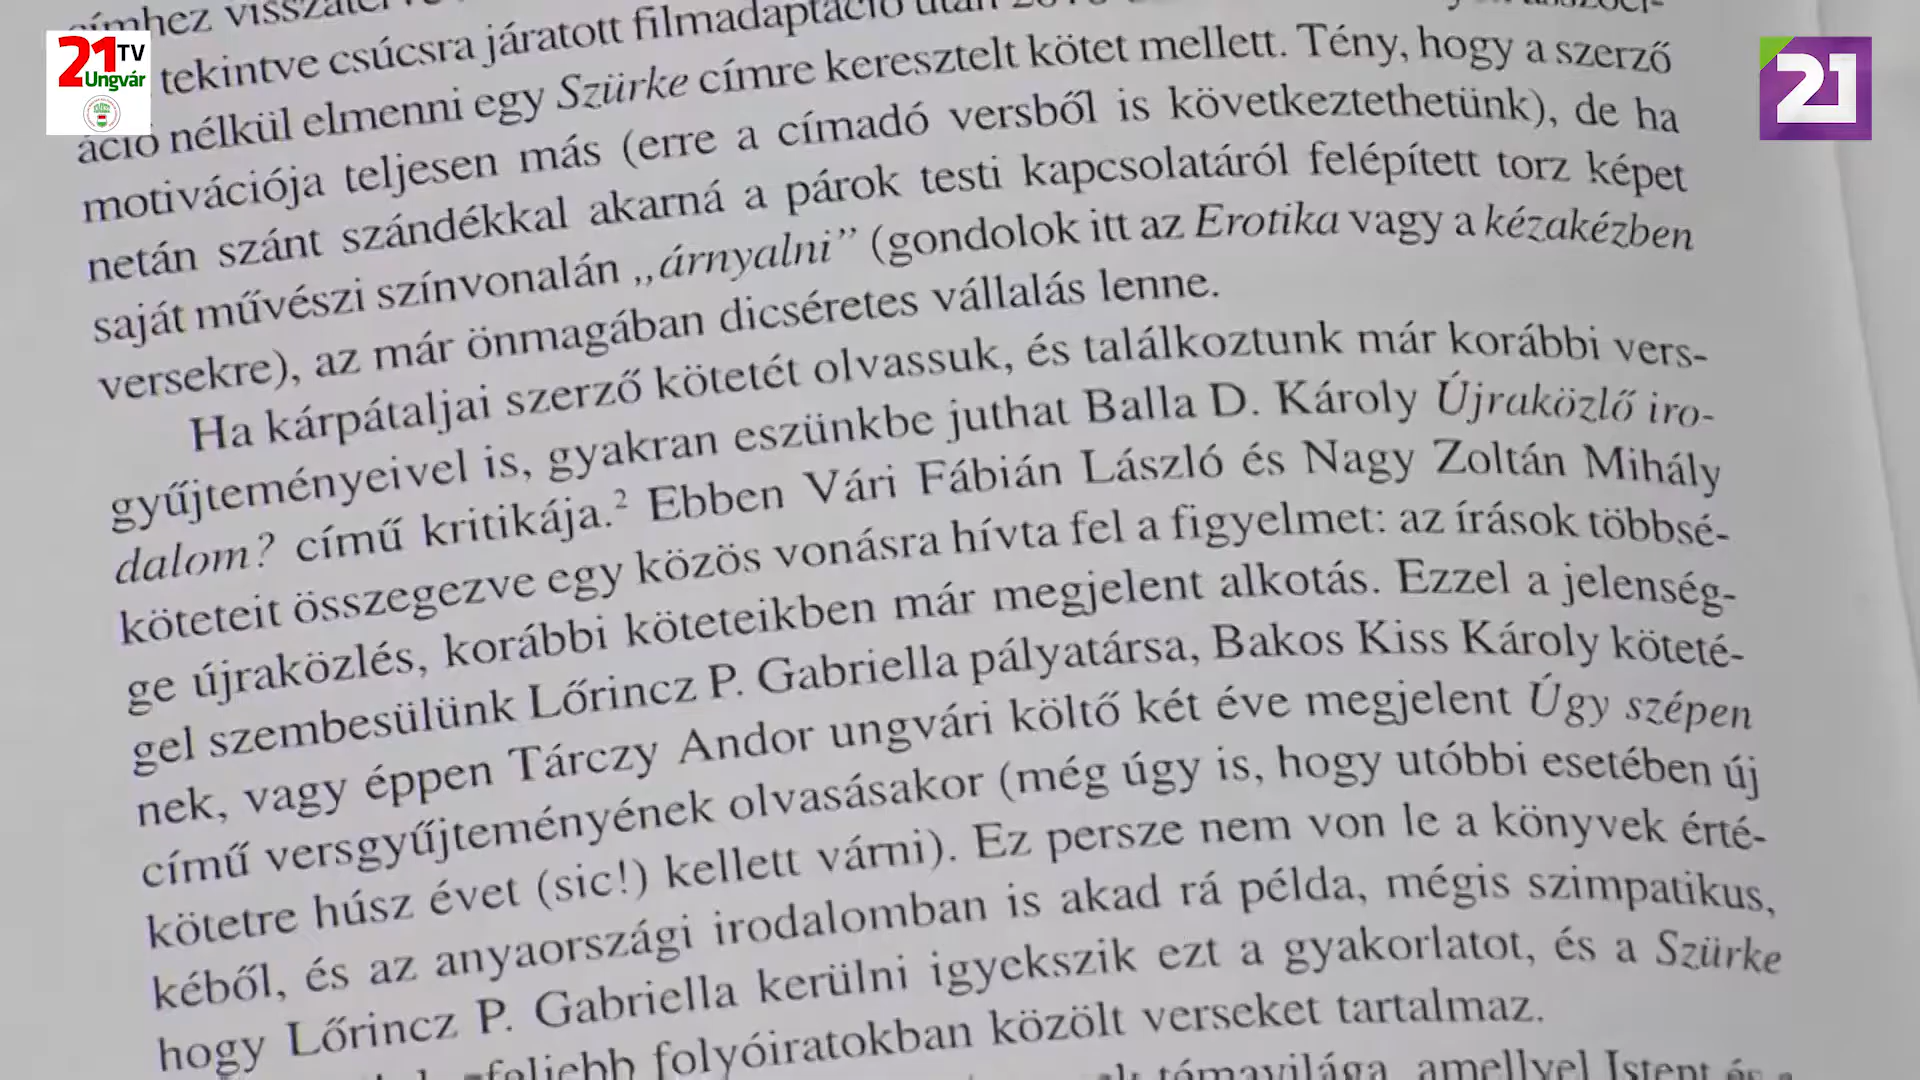 21 TV
Ungvár
21
tekintve csúcsra járatott filmadaptáció után
áció nélkül elmenni egy Szürke címre keresztelt kötet mellett. Tény, hogy a szerző
motivációja teljesen más (erre a címadó versből is következtethetünk), de ha
netán szánt szándékkal akarná a párok testi kapcsolatáról felépített torz képet
saját művészi színvonalán „árnyalni” (gondolok itt az Erotika vagy a kézakézben
versekre), az már önmagában dicséretes vállalás lenne.
Ha kárpátaljai szerző kötetét olvassuk, és találkoztunk már korábbi vers-
gyűjteményeivel is, gyakran eszünkbe juthat Balla D. Károly Újraközlő iro-
dalom? című kritikája.² Ebben Vári Fábián László és Nagy Zoltán Mihály
köteteit összegezve egy közös vonásra hívta fel a figyelmet: az írások többsé-
ge újraközlés, korábbi köteteikben már megjelent alkotás. Ezzel a jelenség-
gel szembesülünk Lőrincz P. Gabriella pályatársa, Bakos Kiss Károly köteté-
nek, vagy éppen Tárczy Andor ungvári költő két éve megjelent Úgy szépen
című versgyűjteményének olvasásakor (még úgy is, hogy utóbbi esetében új
kötetre húsz évet (sic!) kellett várni). Ez persze nem von le a könyvek érté-
kéből, és az anyaországi irodalomban is akad rá példa, mégis szimpatikus,
hogy Lőrincz P. Gabriella kerülni igyekszik ezt a gyakorlatot, és a Szürke
feljebb folyóiratokban közölt verseket tartalmaz.
témavilága, amellyel Istent és